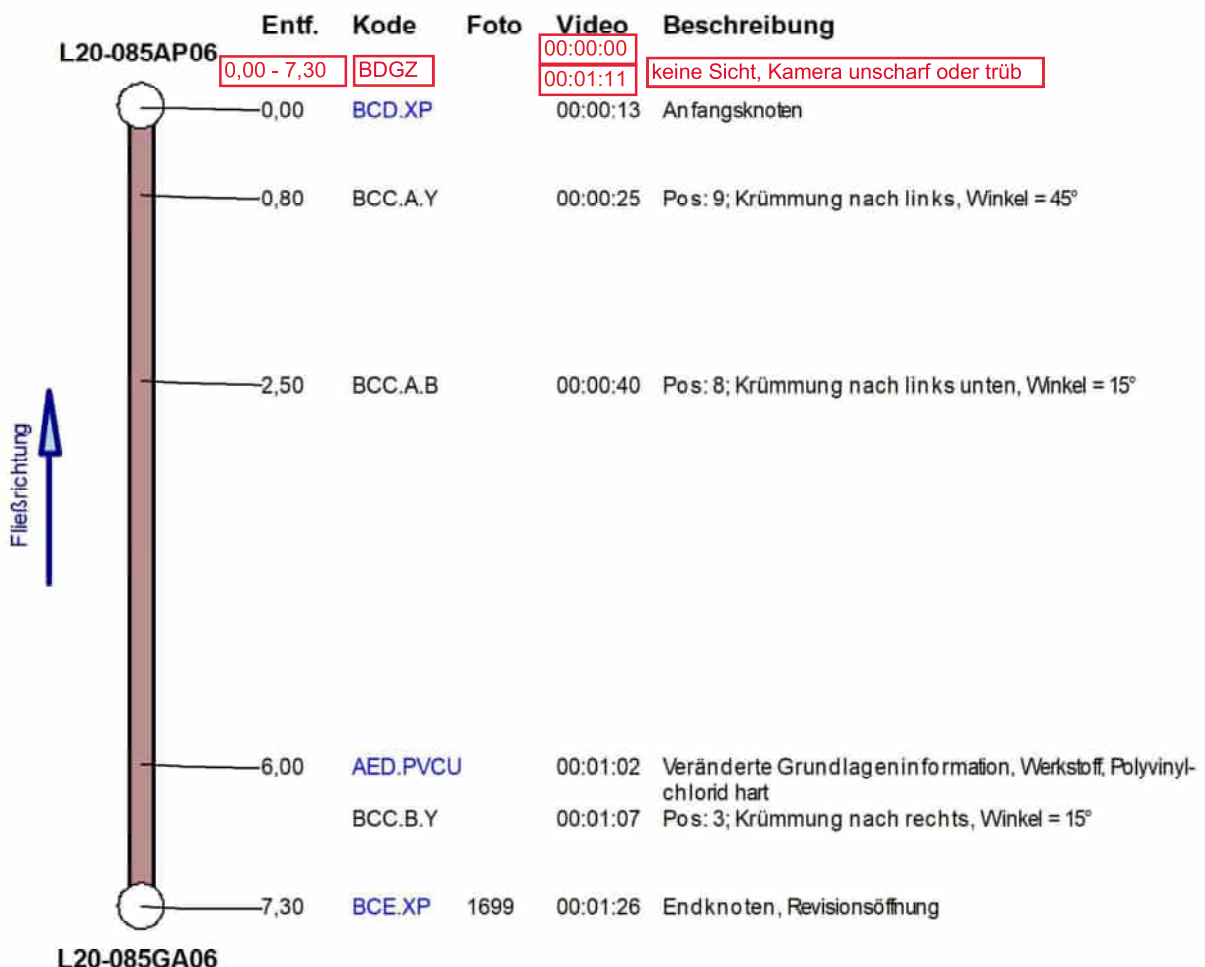 Entf. Kode Foto Video Beschreibung
L20-085AP06
00:00:00
0,00 - 7,30 BDGZ 00:01:11 keine Sicht, Kamera unscharf oder trüb
0,00 BCD.XP 00:00:13 Anfangsknoten
0,80 BCC.A.Y 00:00:25 Pos: 9; Krümmung nach links, Winkel = 45°
2,50 BCC.A.B 00:00:40 Pos: 8; Krümmung nach links unten, Winkel = 15°
Fließrichtung
6,00 AED.PVCU 00:01:02 Veränderte Grundlageninformation, Werkstoff, Polyvinyl-
chlorid hart
BCC.B.Y 00:01:07 Pos: 3; Krümmung nach rechts, Winkel = 15°
7,30 BCE.XP 1699 00:01:26 Endknoten, Revisionsöffnung
L20-085GA06